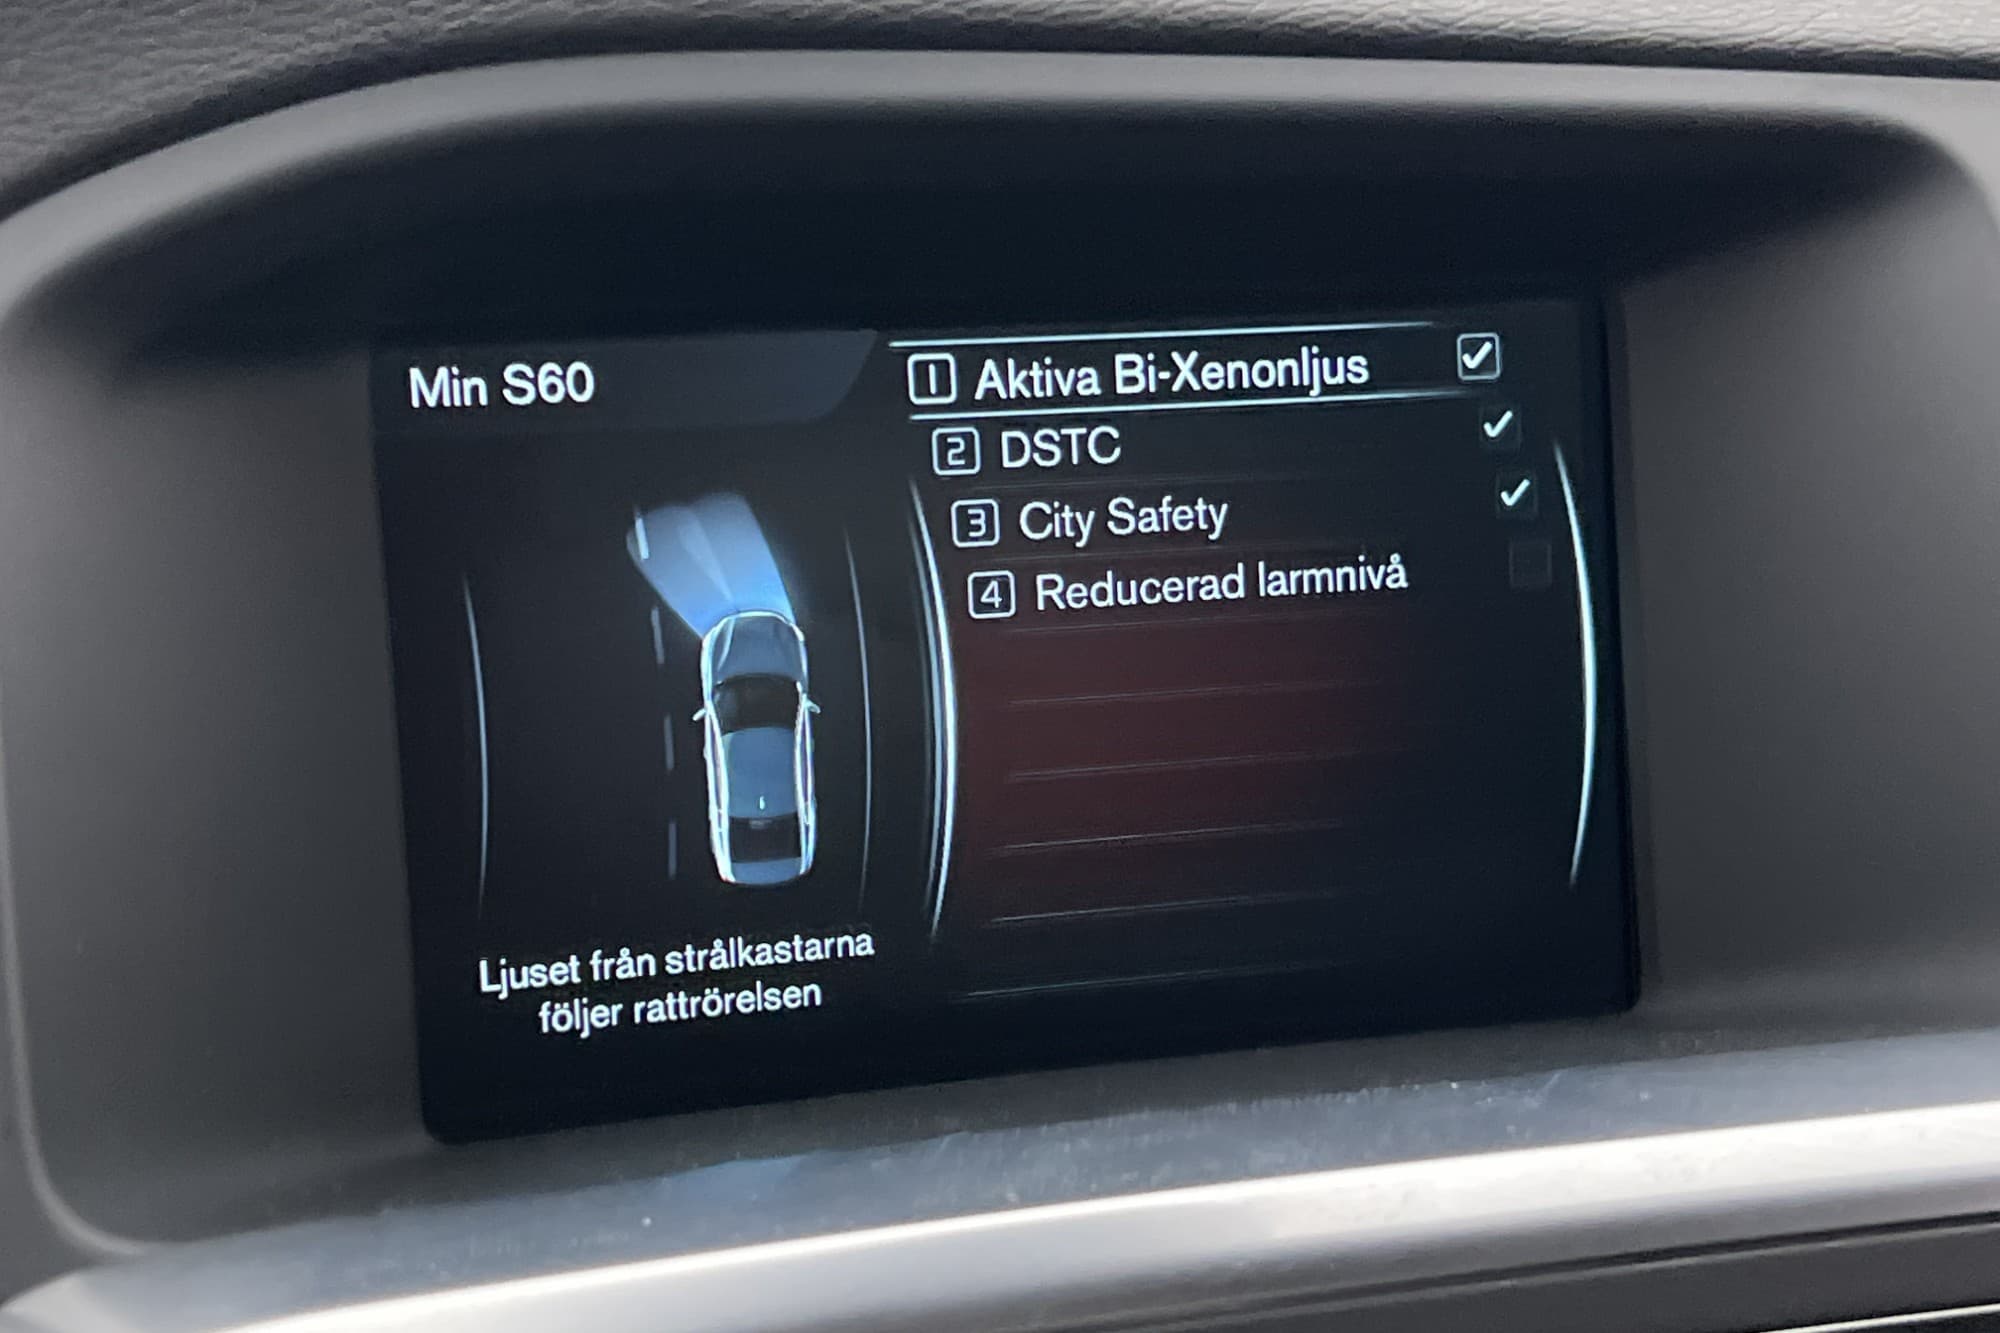 Min S60
1 Aktiva Bi-Xenonljus
2 DSTC
3 City Safety
4 Reducerad larmnivå
Ljuset från strålkastarna
följer rattrörelsen